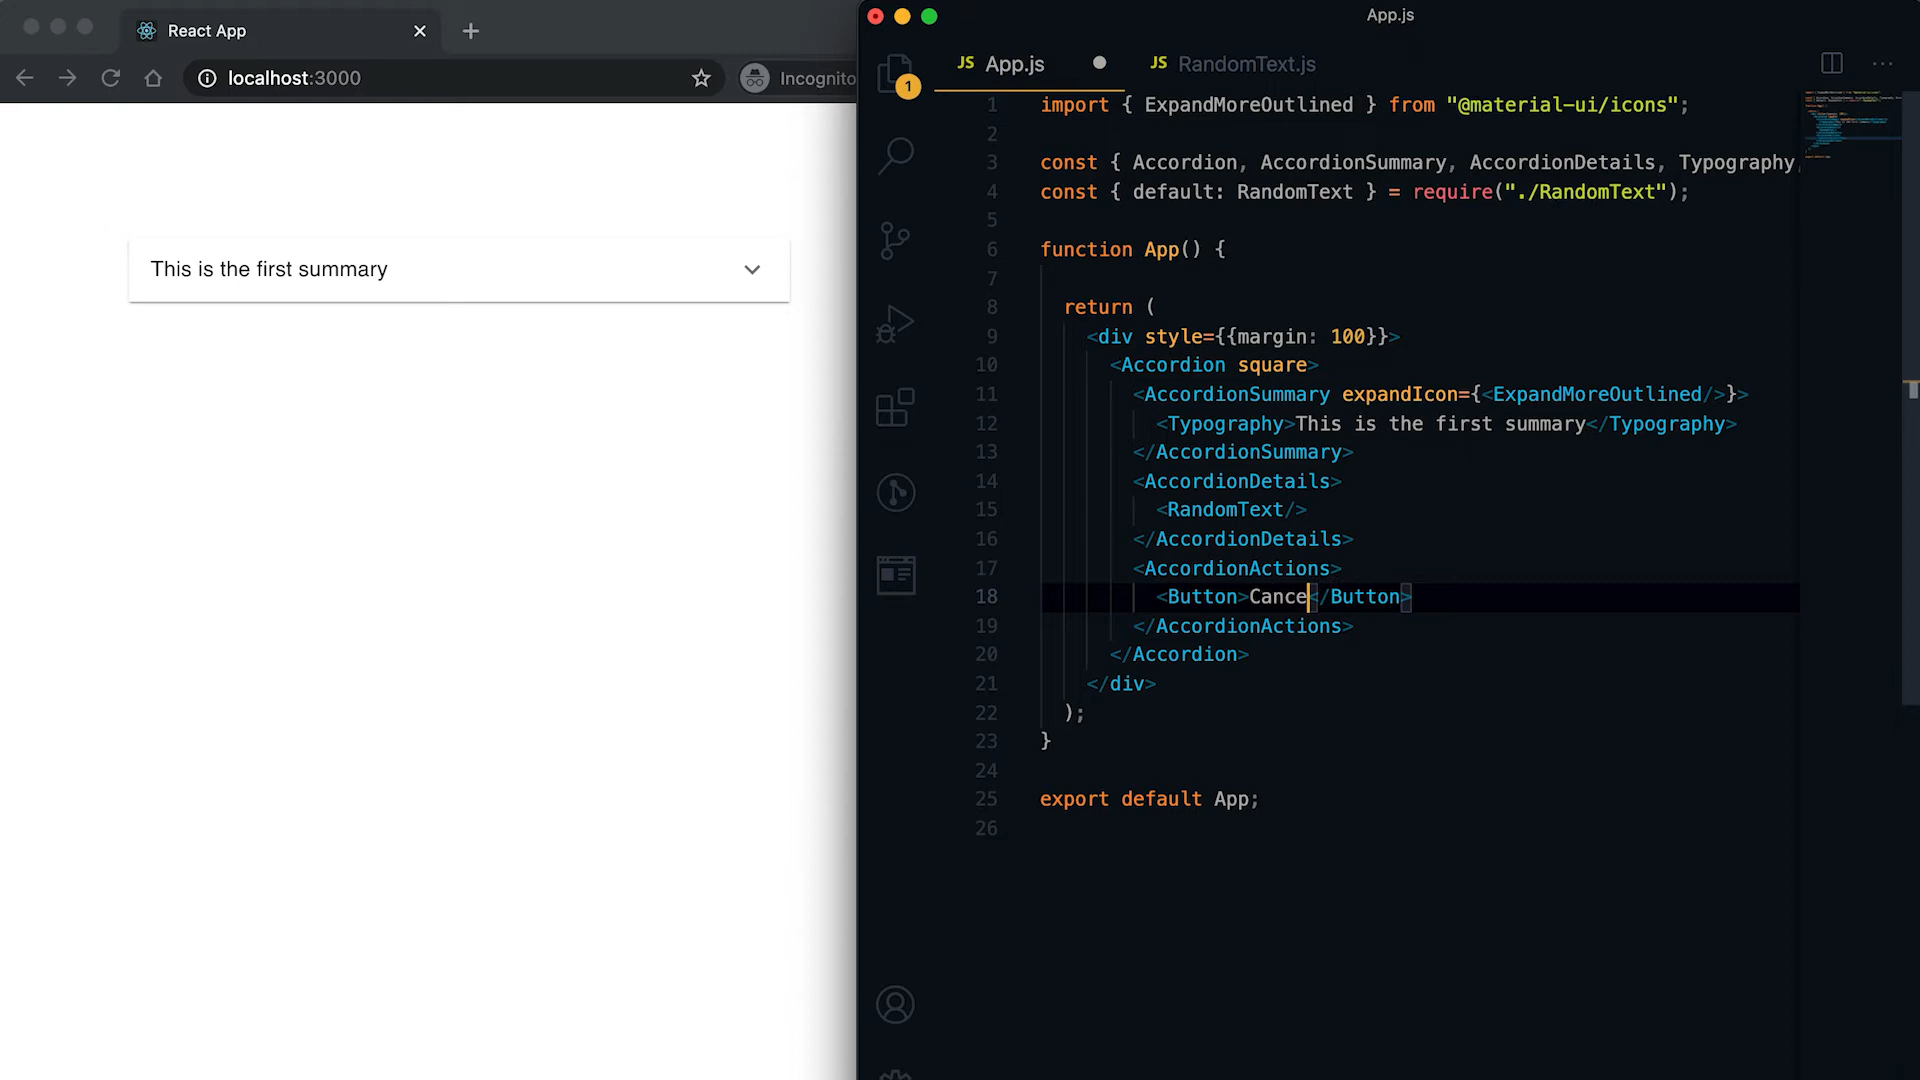 React App
localhost:3000
Incognito
This is the first summary
App.js
1
JS App.js
JS RandomText.js
1 import { ExpandMoreOutlined } from "@material-ui/icons";
2
3 const { Accordion, AccordionSummary, AccordionDetails, Typography,
4 const { default: RandomText } = require("./RandomText");
5
6 function App() {
7
8 return (
9 <div style={{margin: 100}}>
10 <Accordion square>
11 <AccordionSummary expandIcon={<ExpandMoreOutlined/>}>
12 <Typography>This is the first summary</Typography>
13 </AccordionSummary>
14 <AccordionDetails>
15 <RandomText/>
16 </AccordionDetails>
17 <AccordionActions>
18 <Button>Cance</Button>
19 </AccordionActions>
20 </Accordion>
21 </div>
22 );
23 }
24
25 export default App;
26